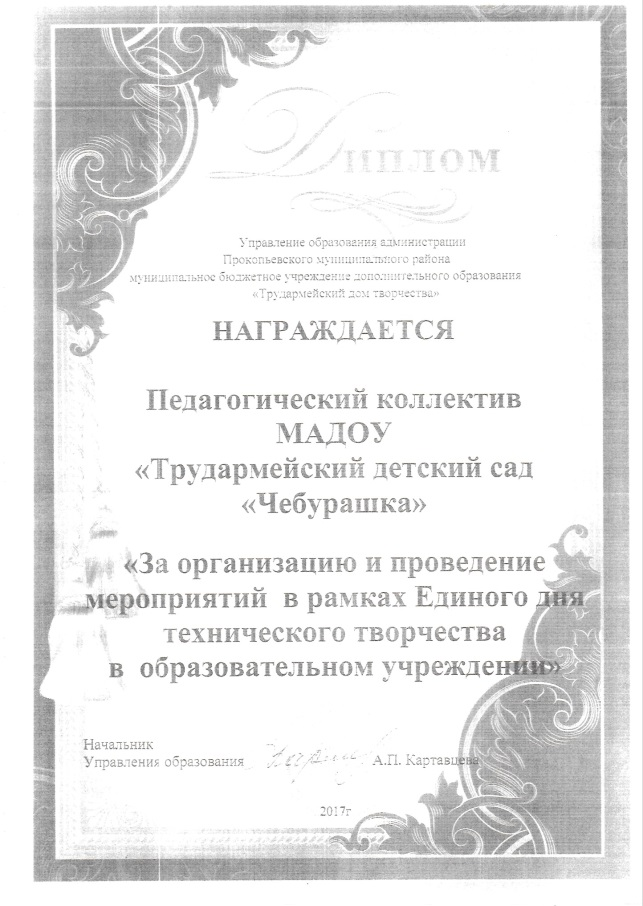 Диплом
Управление образования администрации
Прокопьевского муниципального района
муниципальное бюджетное учреждение дополнительного образования
«Трудармейский дом творчества»
НАГРАЖДАЕТСЯ
Педагогический коллектив
МАДОУ
«Трудармейский детский сад
«Чебурашка»
«За организацию и проведение
мероприятий в рамках Единого дня
технического творчества
в образовательном учреждении»
Начальник
Управления образования А.П. Картавцева
2017г